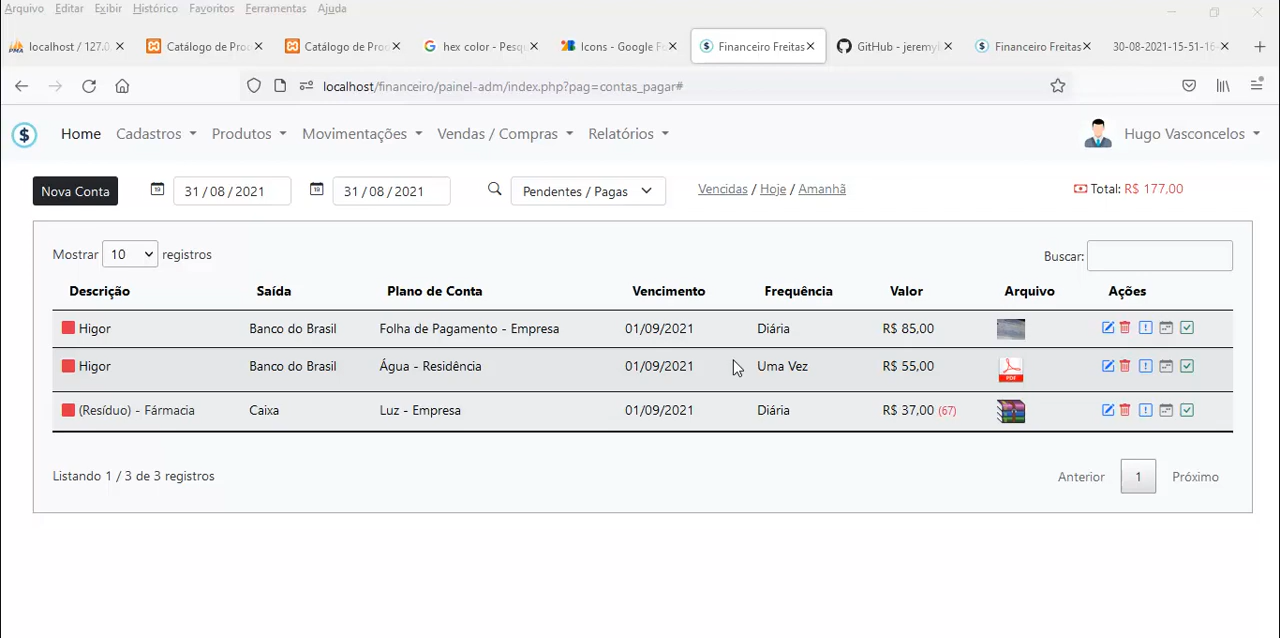 Arquivo Editar Exibir Histórico Favoritos Ferramentas Ajuda
localhost / 127.0 Catálogo de Pro Catálogo de Pro hex color - Pesqu Icons - Google Fo Financeiro Freitas GitHub - jeremyk Financeiro Freitas 30-08-2021-15-51-16
localhost/financeiro/painel-adm/index.php?pag=contas_pagar#
$ Home Cadastros Produtos Movimentações Vendas / Compras Relatórios Hugo Vasconcelos
Nova Conta 31 / 08 / 2021 31 / 08 / 2021 Pendentes / Pagas Vencidas / Hoje / Amanhã Total: R$ 177,00
Mostrar 10 registros Buscar:
Descrição Saída Plano de Conta Vencimento Frequência Valor Arquivo Ações
Higor Banco do Brasil Folha de Pagamento - Empresa 01/09/2021 Diária R$ 85,00
Higor Banco do Brasil Água - Residência 01/09/2021 Uma Vez R$ 55,00 PDF
(Resíduo) - Fármacia Caixa Luz - Empresa 01/09/2021 Diária R$ 37,00 (67)
Listando 1 / 3 de 3 registros Anterior 1 Próximo